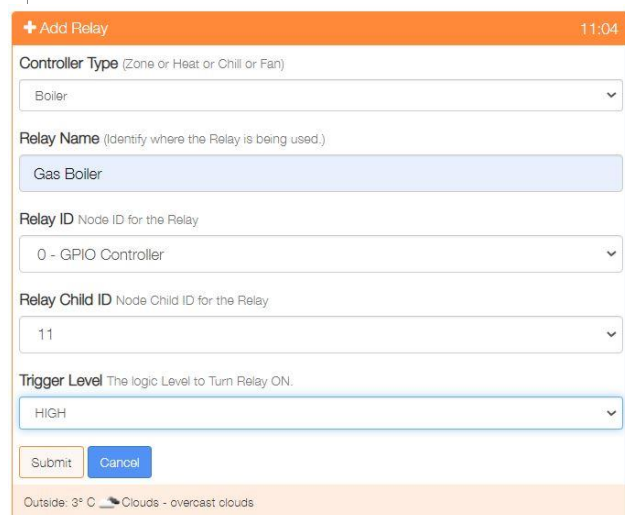 + Add Relay 11:04
Controller Type (Zone or Heat or Chill or Fan)
Boiler
Relay Name (Identify where the Relay is being used.)
Gas Boiler
Relay ID Node ID for the Relay
0 - GPIO Controller
Relay Child ID Node Child ID for the Relay
11
Trigger Level The logic Level to Turn Relay ON.
HIGH
Submit Cancel
Outside: 3° C Clouds - overcast clouds